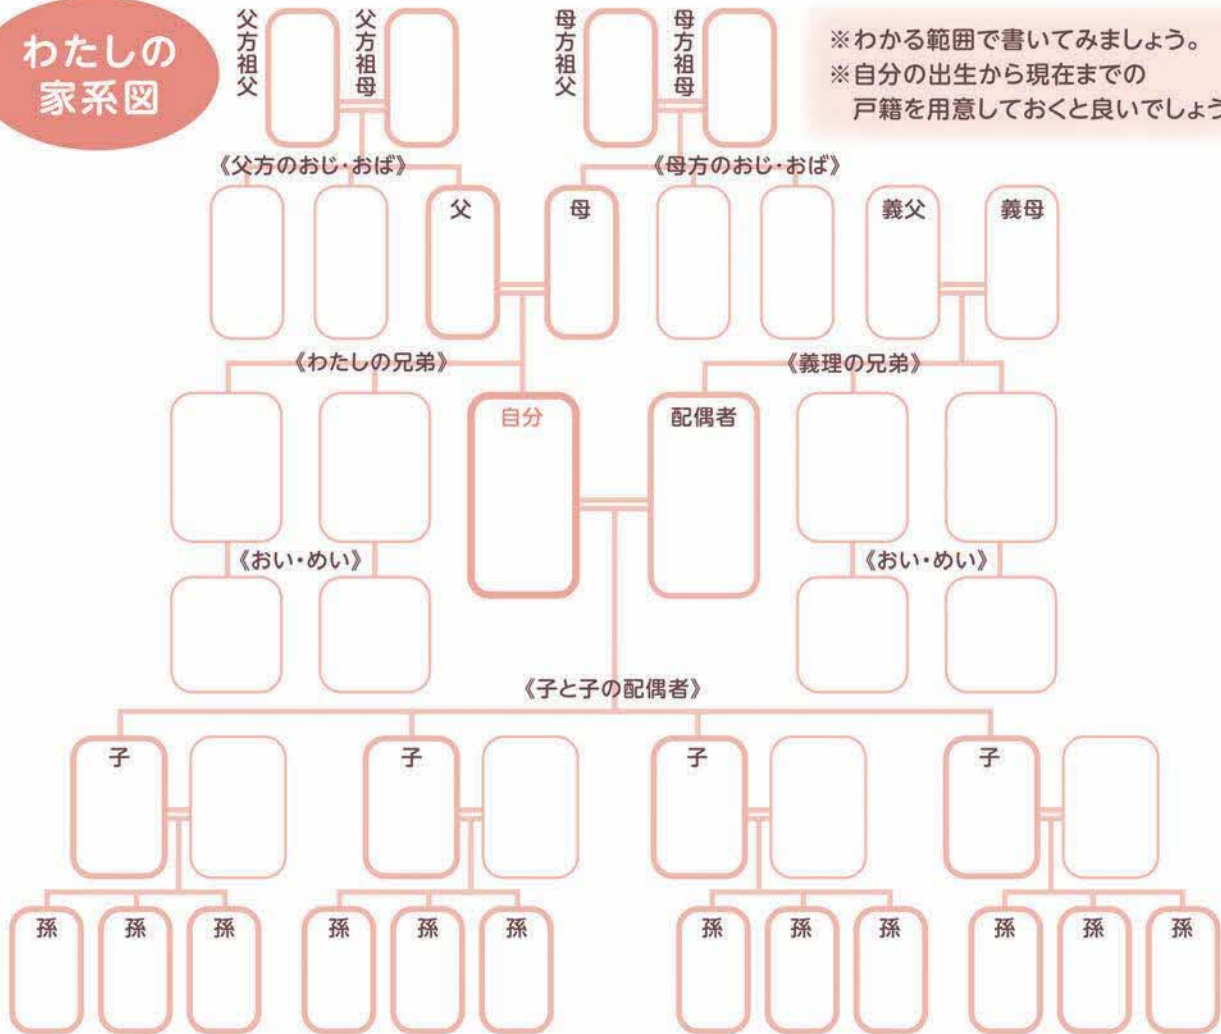 わたしの
家系図
父方祖父
父方祖母
母方祖父
母方祖母
※わかる範囲で書いてみましょう。
※自分の出生から現在までの
戸籍を用意しておくと良いでしょう
《父方のおじ・おば》
《母方のおじ・おば》
父
母
義父
義母
《わたしの兄弟》
《義理の兄弟》
自分
配偶者
《おい・めい》
《おい・めい》
《子と子の配偶者》
子
子
子
子
孫
孫
孫
孫
孫
孫
孫
孫
孫
孫
孫
孫